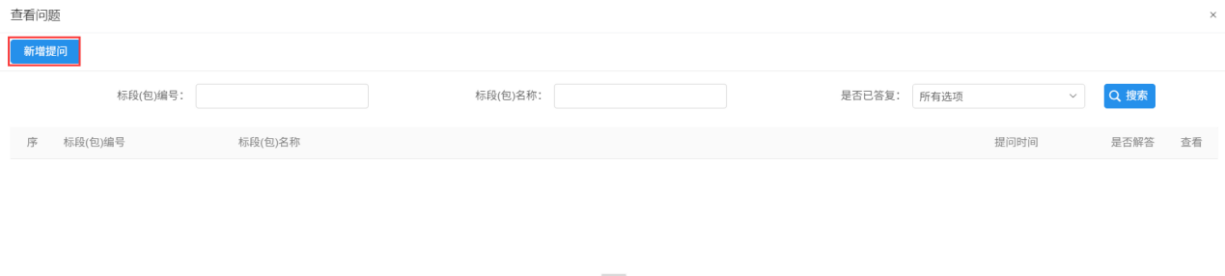 查看问题 ×
新增提问
标段(包)编号： 标段(包)名称： 是否已答复： 所有选项 搜索
序 标段(包)编号 标段(包)名称 提问时间 是否解答 查看